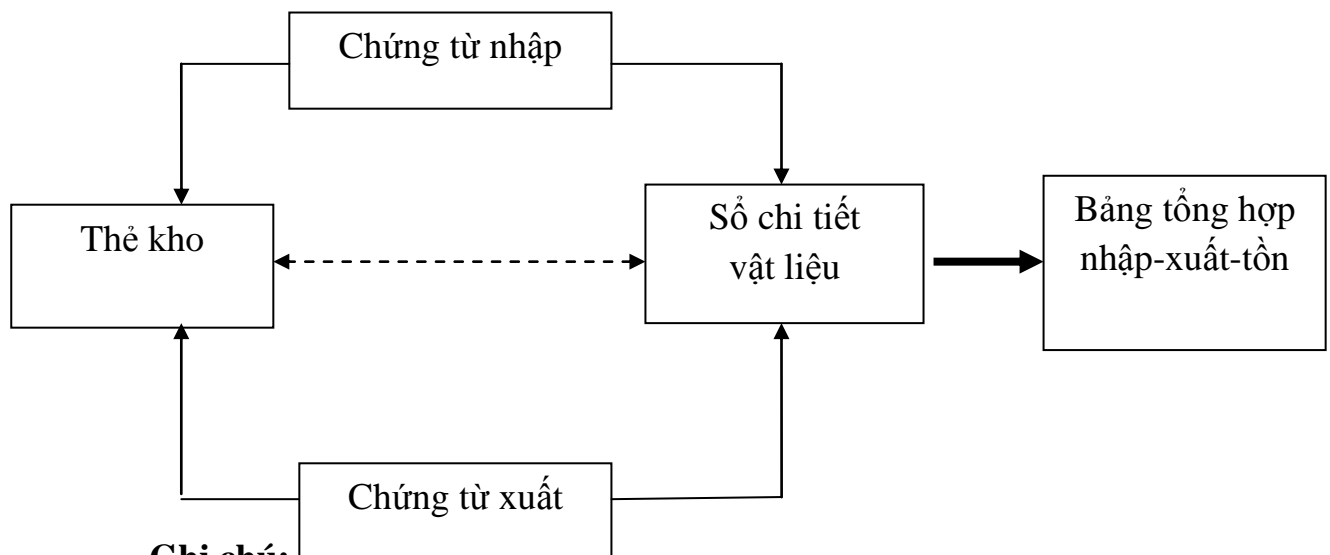 Chứng từ nhập
Thẻ kho
Sổ chi tiết
vật liệu
Bảng tổng hợp
nhập-xuất-tồn
Chứng từ xuất
Ghi chú: